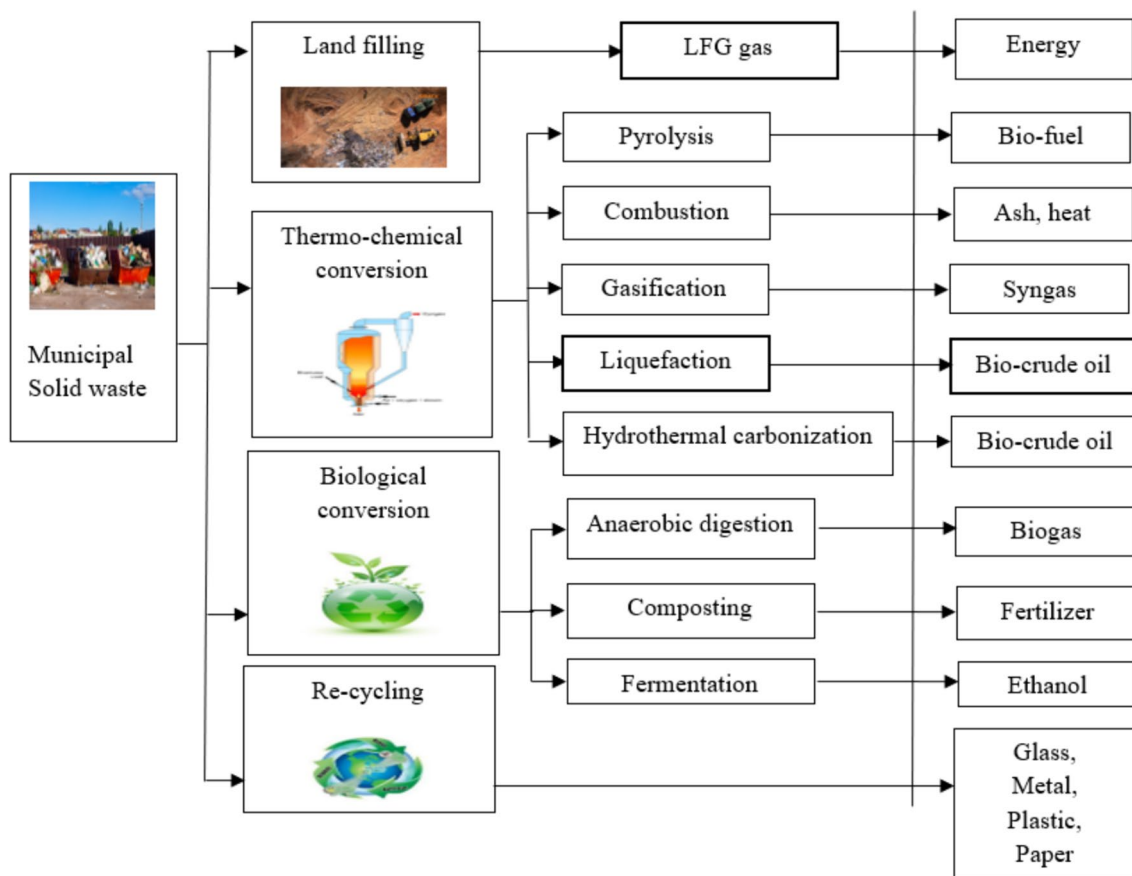 Land filling
LFG gas
Energy
Pyrolysis
Bio-fuel
Combustion
Ash, heat
Thermo-chemical
conversion
Gasification
Syngas
Municipal
Solid waste
Liquefaction
Bio-crude oil
Hydrothermal carbonization
Bio-crude oil
Biological
conversion
Anaerobic digestion
Biogas
Composting
Fertilizer
Fermentation
Ethanol
Re-cycling
Glass,
Metal,
Plastic,
Paper